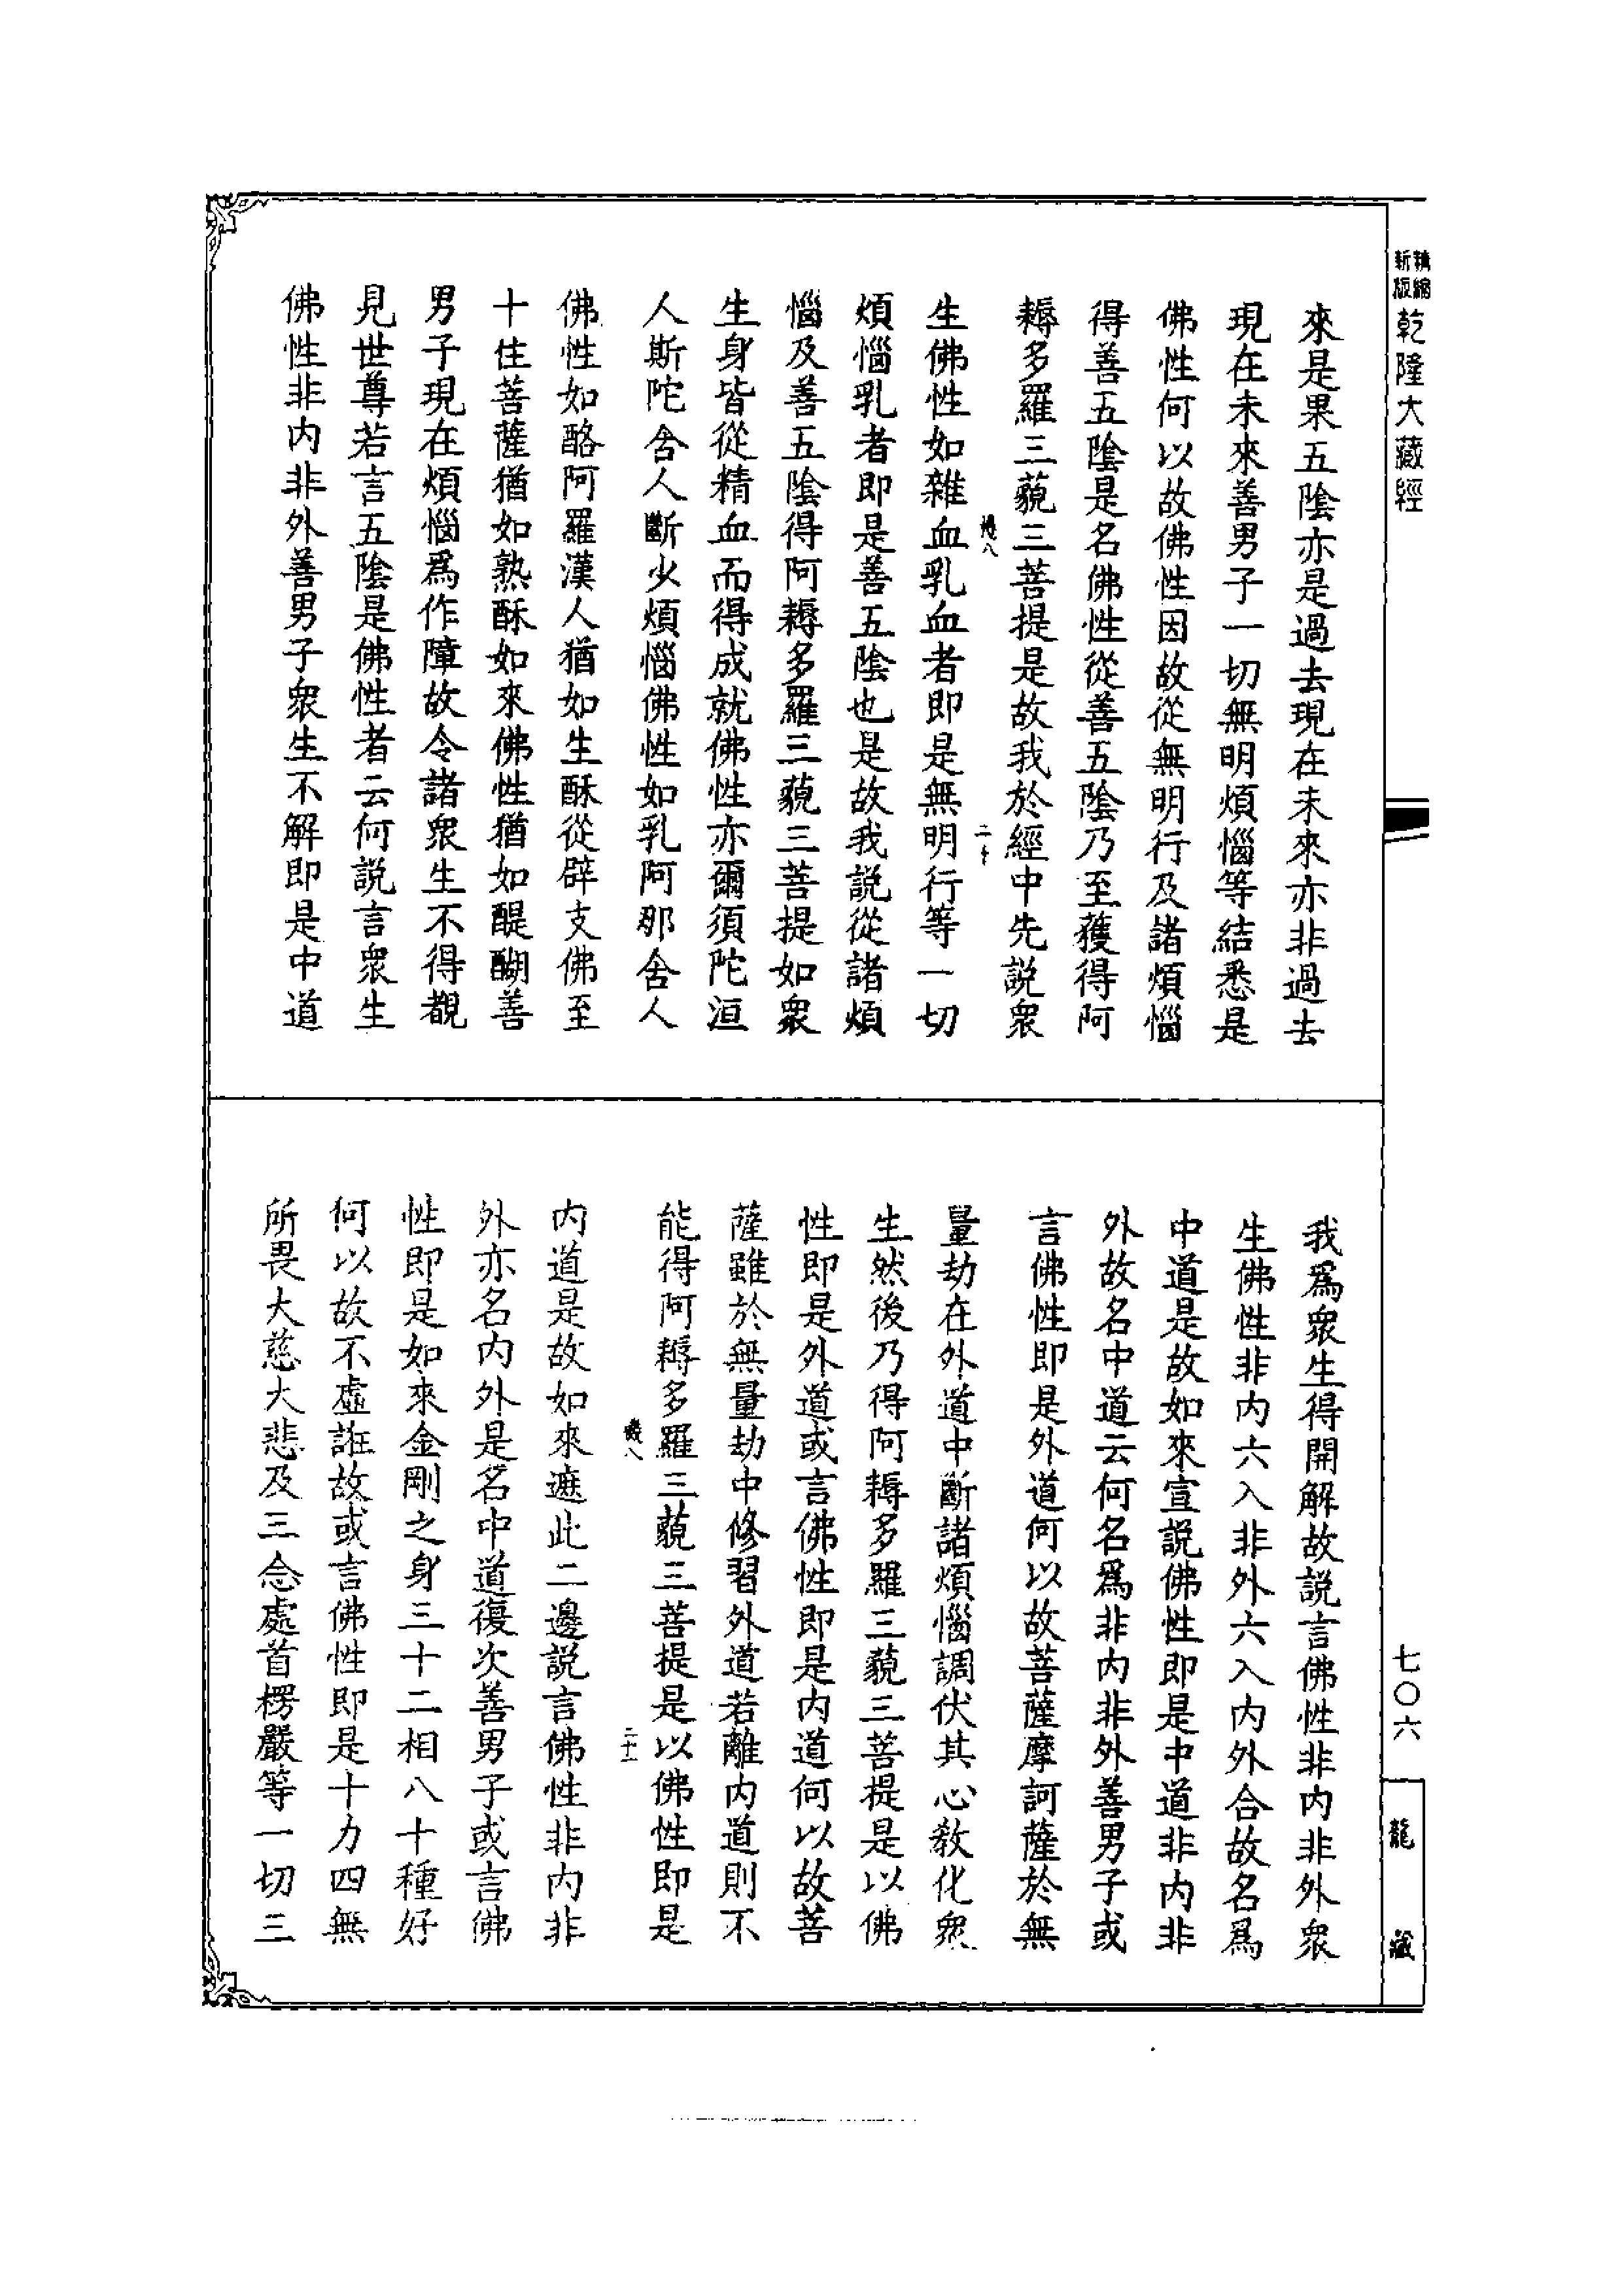 精縮新版
乾隆大藏經
來是果五陰亦是過去現在未來亦非過去
現在未來善男子一切無明煩惱等結悉是
佛性何以故佛性因故從無明行及諸煩惱
得善五陰是名佛性從善五陰乃至獲得阿
耨多羅三藐三菩提是故我於經中先說衆
機八
二十
生佛性如雜血乳血者即是無明行等一切
煩惱乳者即是善五陰也是故我說從諸煩
惱及善五陰得阿耨多羅三藐三菩提如衆
生身皆從精血而得成就佛性亦爾須陀洹
人斯陀含人斷少煩惱佛性如乳阿那含人
佛性如酪阿羅漢人猶如生酥從辟支佛至
十住菩薩猶如熟酥如來佛性猶如醍醐善
男子現在煩惱爲作障故令諸衆生不得覩
見世尊若言五陰是佛性者云何說言衆生
佛性非内非外善男子衆生不解即是中道
我爲衆生得開解故說言佛性非内非外衆
生佛性非内六入非外六入内外合故名爲
中道是故如來宣說佛性即是中道非内非
外故名中道云何名爲非内非外善男子或
言佛性即是外道何以故菩薩摩訶薩於無
量劫在外道中斷諸煩惱調伏其心教化衆
生然後乃得阿耨多羅三藐三菩提是以佛
性即是外道或言佛性即是内道何以故菩
薩雖於無量劫中修習外道若離内道則不
能得阿耨多羅三藐三菩提是以佛性即是
機八
二十一
内道是故如來遮此二邊說言佛性非内非
外亦名内外是名中道復次善男子或言佛
性即是如來金剛之身三十二相八十種好
何以故不虛誑故或言佛性即是十力四無
所畏大慈大悲及三念處首楞嚴等一切三
七〇六
龍藏